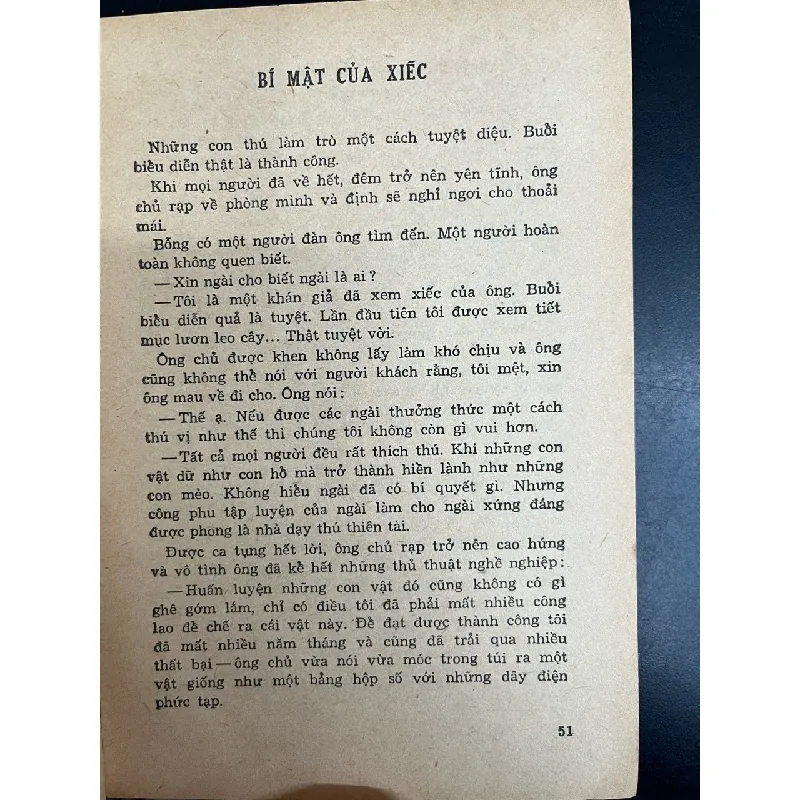 BÍ MẬT CỦA XIẾC
Những con thú làm trò một cách tuyệt diệu. Buổi
biểu diễn thật là thành công.
Khi mọi người đã về hết, đêm trở nên yên tĩnh, ông
chủ rạp về phòng mình và định sẽ nghỉ ngơi cho thoải
mái.
Bỗng có một người đàn ông tìm đến. Một người hoàn
toàn không quen biết.
— Xin ngài cho biết ngài là ai ?
— Tôi là một khán giả đã xem xiếc của ông. Buổi
biểu diễn quả là tuyệt. Lần đầu tiên tôi được xem tiết
mục lươn leo cây... Thật tuyệt vời.
Ông chủ được khen không lấy làm khó chịu và ông
cũng không thể nói với người khách rằng, tôi mệt, xin
ông mau về đi cho. Ông nói :
— Thế ạ. Nếu được các ngài thưởng thức một cách
thú vị như thế thì chúng tôi không còn gì vui hơn.
— Tất cả mọi người đều rất thích thú. Khi những con
vật dữ như con hổ mà trở thành hiền lành như những
con mèo. Không hiểu ngài đã có bí quyết gì. Nhưng
công phu tập luyện của ngài làm cho ngài xứng đáng
được phong là nhà dạy thú thiên tài.
Được ca tụng hết lời, ông chủ rạp trở nên cao hứng
và vô tình ông đã kể hết những thủ thuật nghề nghiệp :
— Huấn luyện những con vật đó cũng không có gì
ghê gớm lắm, chỉ có điều tôi đã phải mất nhiều công
lao để chế ra cái vật này. Để đạt được thành công tôi
đã mất nhiều năm tháng và cũng đã trải qua nhiều
thất bại — ông chủ vừa nói vừa móc trong túi ra một
vật giống như một bảng hộp số với những dây điện
phức tạp.
51